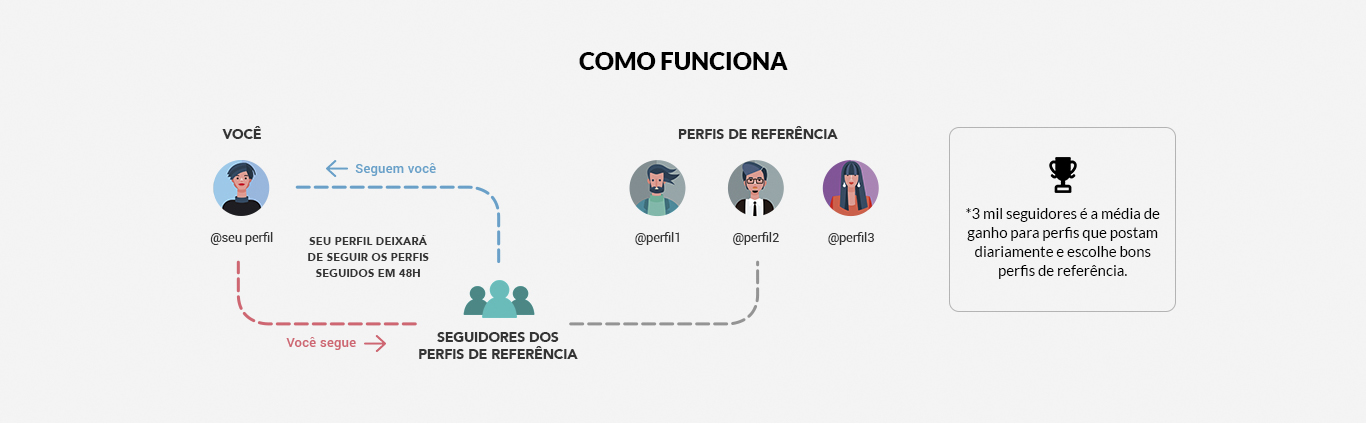 COMO FUNCIONA
VOCÊ
Seguem você
@seu perfil
SEU PERFIL DEIXARÁ
DE SEGUIR OS PERFIS
SEGUIDOS EM 48H
Você segue
SEGUIDORES DOS
PERFIS DE REFERÊNCIA
PERFIS DE REFERÊNCIA
@perfil1
@perfil2
@perfil3
*3 mil seguidores é a média de
ganho para perfis que postam
diariamente e escolhe bons
perfis de referência.